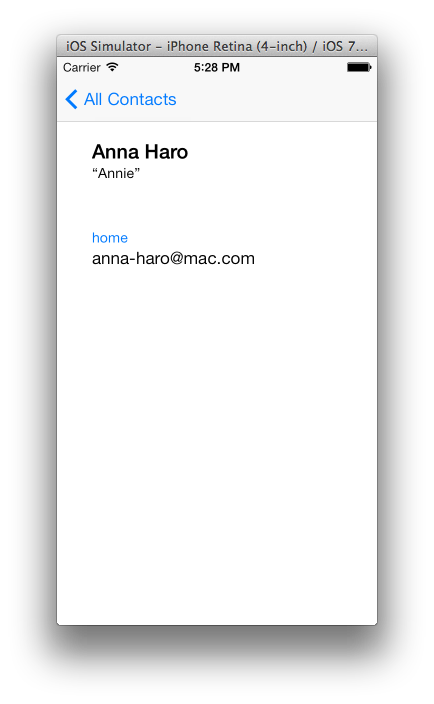 iOS Simulator – iPhone Retina (4-inch) / iOS 7...
Carrier 5:28 PM
All Contacts
Anna Haro
“Annie”
home
anna-haro@mac.com